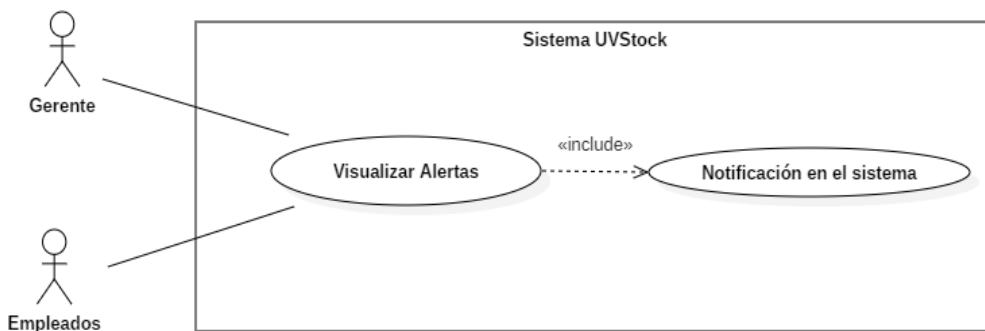 Sistema UVStock
Gerente
«include»
Visualizar Alertas
Notificación en el sistema
Empleados